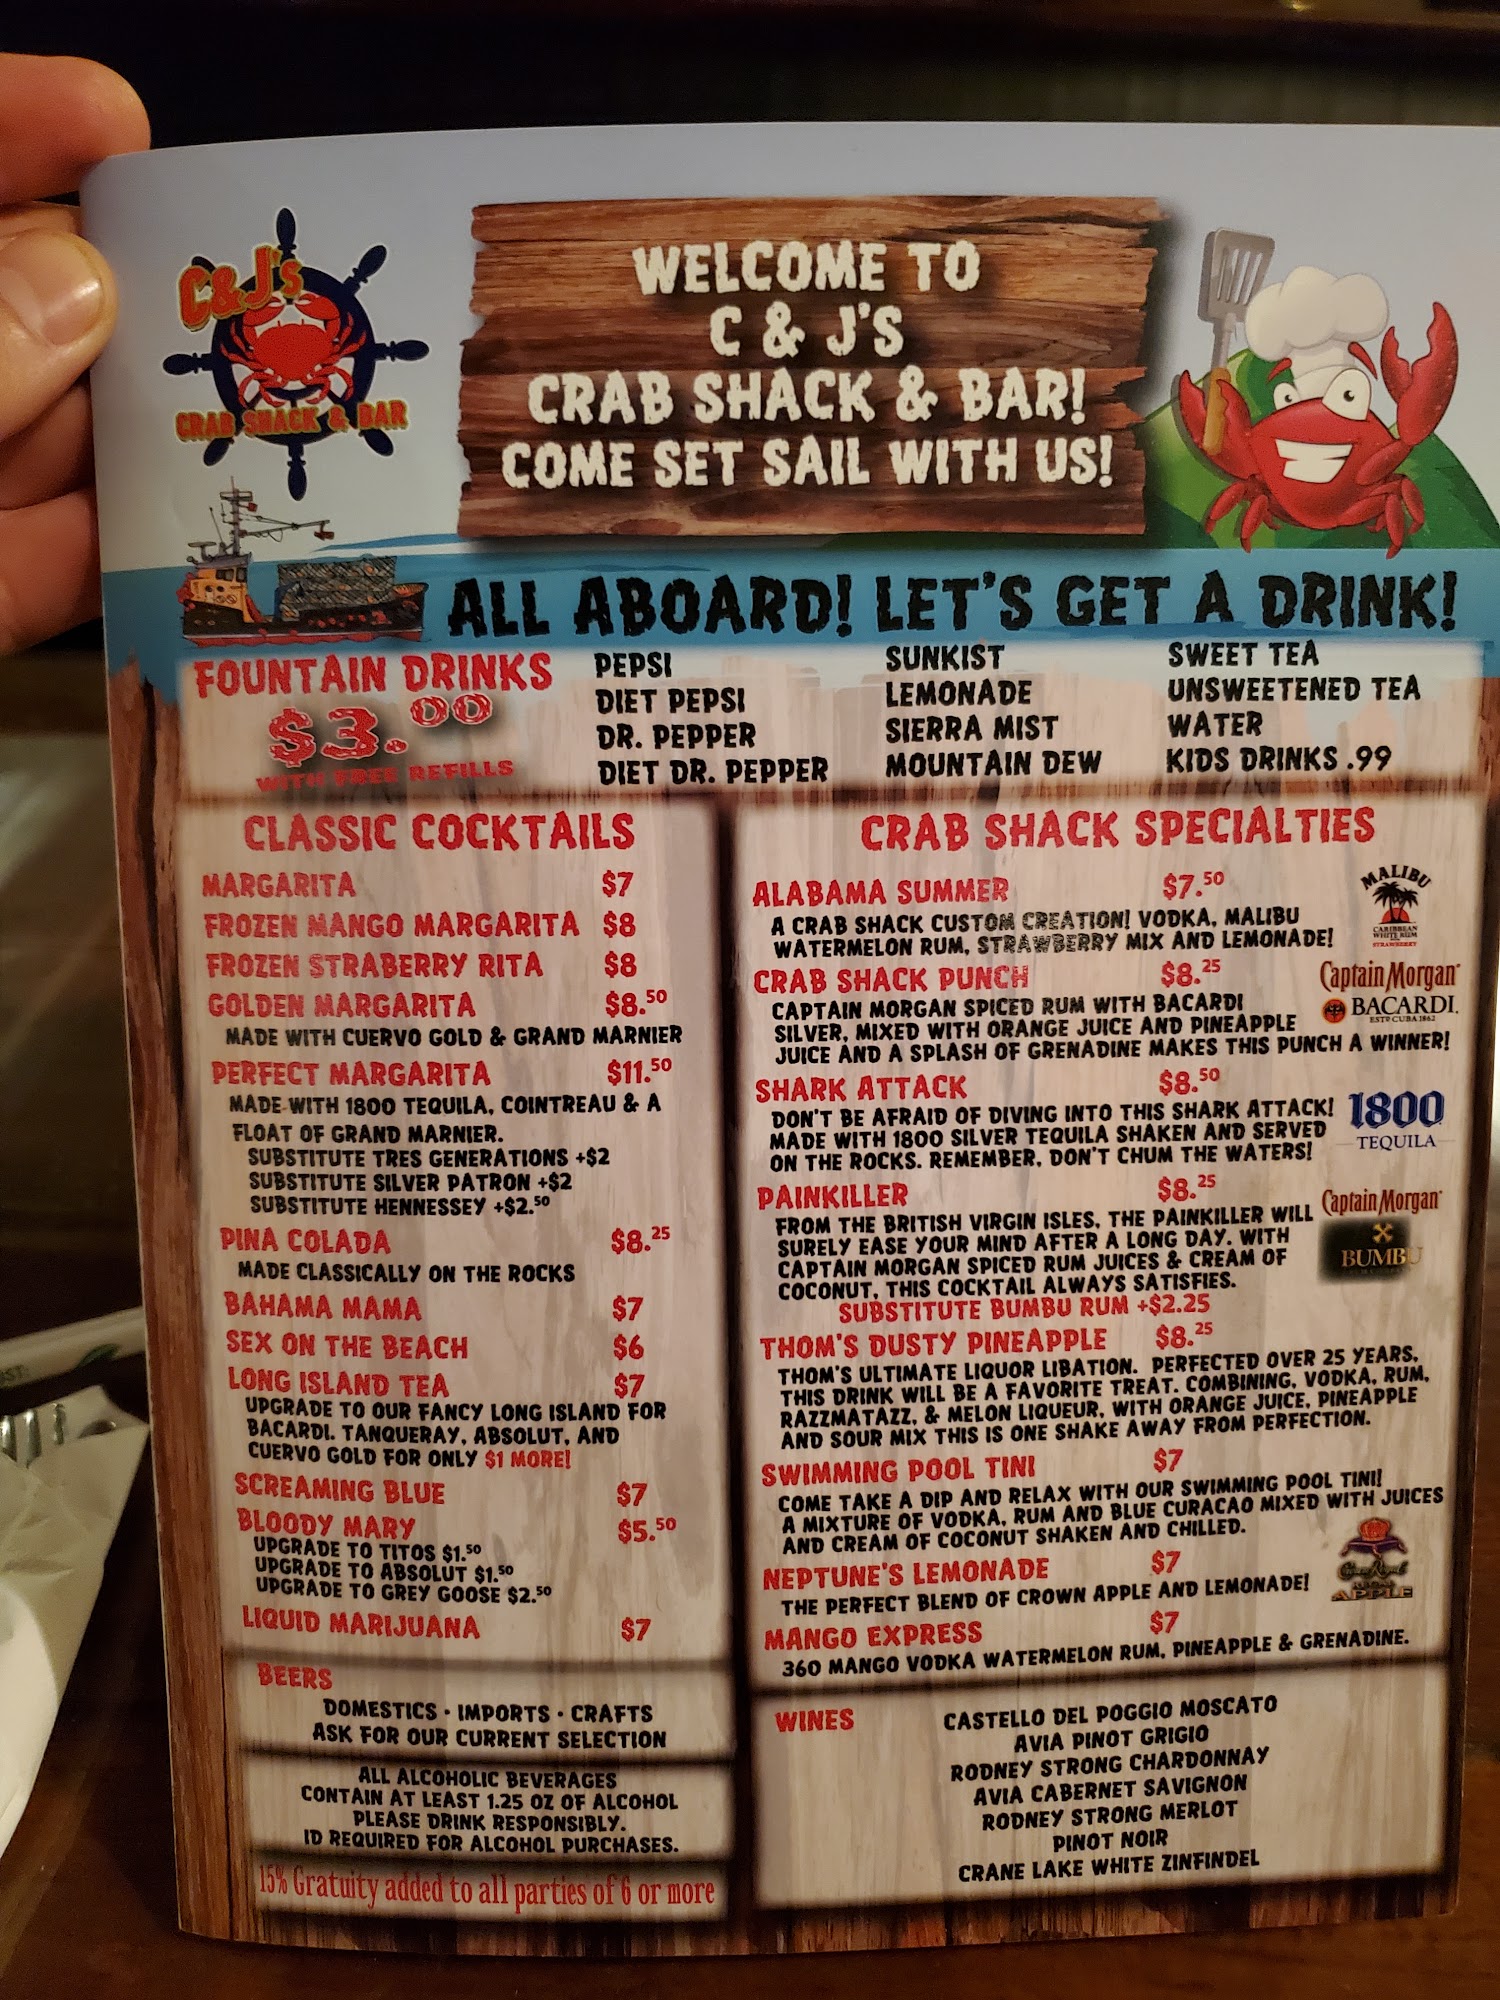 C&J's
CRAB SHACK & BAR
WELCOME TO
C & J'S
CRAB SHACK & BAR!
COME SET SAIL WITH US!
ALL ABOARD! LET'S GET A DRINK!
FOUNTAIN DRINKS
$3.00
WITH FREE REFILLS
PEPSI
DIET PEPSI
DR. PEPPER
DIET DR. PEPPER
SUNKIST
LEMONADE
SIERRA MIST
MOUNTAIN DEW
SWEET TEA
UNSWEETENED TEA
WATER
KIDS DRINKS .99
CLASSIC COCKTAILS
MARGARITA $7
FROZEN MANGO MARGARITA $8
FROZEN STRABERRY RITA $8
GOLDEN MARGARITA $8.50
MADE WITH CUERVO GOLD & GRAND MARNIER
PERFECT MARGARITA $11.50
MADE WITH 1800 TEQUILA, COINTREAU & A
FLOAT OF GRAND MARNIER.
SUBSTITUTE TRES GENERATIONS +$2
SUBSTITUTE SILVER PATRON +$2
SUBSTITUTE HENNESSEY +$2.50
PINA COLADA $8.25
MADE CLASSICALLY ON THE ROCKS
BAHAMA MAMA $7
SEX ON THE BEACH $6
LONG ISLAND TEA $7
UPGRADE TO OUR FANCY LONG ISLAND FOR
BACARDI, TANQUERAY, ABSOLUT, AND
CUERVO GOLD FOR ONLY $1 MORE!
SCREAMING BLUE $7
BLOODY MARY $5.50
UPGRADE TO TITOS $1.50
UPGRADE TO ABSOLUT $1.50
UPGRADE TO GREY GOOSE $2.50
LIQUID MARIJUANA $7
BEERS
DOMESTICS · IMPORTS · CRAFTS
ASK FOR OUR CURRENT SELECTION
ALL ALCOHOLIC BEVERAGES
CONTAIN AT LEAST 1.25 OZ OF ALCOHOL
PLEASE DRINK RESPONSIBLY.
ID REQUIRED FOR ALCOHOL PURCHASES.
15% Gratuity added to all parties of 6 or more
CRAB SHACK SPECIALTIES
ALABAMA SUMMER $7.50
A CRAB SHACK CUSTOM CREATION! VODKA, MALIBU
WATERMELON RUM, STRAWBERRY MIX AND LEMONADE!
MALIBU
CARIBBEAN
WHITE RUM
STRAWBERRY
CRAB SHACK PUNCH $8.25
CAPTAIN MORGAN SPICED RUM WITH BACARDI
SILVER, MIXED WITH ORANGE JUICE AND PINEAPPLE
JUICE AND A SPLASH OF GRENADINE MAKES THIS PUNCH A WINNER!
Captain Morgan
BACARDI.
ESTD CUBA 1862
SHARK ATTACK $8.50
DON'T BE AFRAID OF DIVING INTO THIS SHARK ATTACK!
MADE WITH 1800 SILVER TEQUILA SHAKEN AND SERVED
ON THE ROCKS. REMEMBER, DON'T CHUM THE WATERS!
1800
TEQUILA
PAINKILLER $8.25
FROM THE BRITISH VIRGIN ISLES, THE PAINKILLER WILL
SURELY EASE YOUR MIND AFTER A LONG DAY. WITH
CAPTAIN MORGAN SPICED RUM JUICES & CREAM OF
COCONUT, THIS COCKTAIL ALWAYS SATISFIES.
SUBSTITUTE BUMBU RUM +$2.25
Captain Morgan
BUMBU
THOM'S DUSTY PINEAPPLE $8.25
THOM'S ULTIMATE LIQUOR LIBATION. PERFECTED OVER 25 YEARS,
THIS DRINK WILL BE A FAVORITE TREAT. COMBINING, VODKA, RUM,
RAZZMATAZZ, & MELON LIQUEUR, WITH ORANGE JUICE, PINEAPPLE
AND SOUR MIX THIS IS ONE SHAKE AWAY FROM PERFECTION.
SWIMMING POOL TINI $7
COME TAKE A DIP AND RELAX WITH OUR SWIMMING POOL TINI!
A MIXTURE OF VODKA, RUM AND BLUE CURACAO MIXED WITH JUICES
AND CREAM OF COCONUT SHAKEN AND CHILLED.
NEPTUNE'S LEMONADE $7
THE PERFECT BLEND OF CROWN APPLE AND LEMONADE!
Crown Royal
APPLE
MANGO EXPRESS $7
360 MANGO VODKA WATERMELON RUM, PINEAPPLE & GRENADINE.
WINES
CASTELLO DEL POGGIO MOSCATO
AVIA PINOT GRIGIO
RODNEY STRONG CHARDONNAY
AVIA CABERNET SAVIGNON
RODNEY STRONG MERLOT
PINOT NOIR
CRANE LAKE WHITE ZINFINDEL